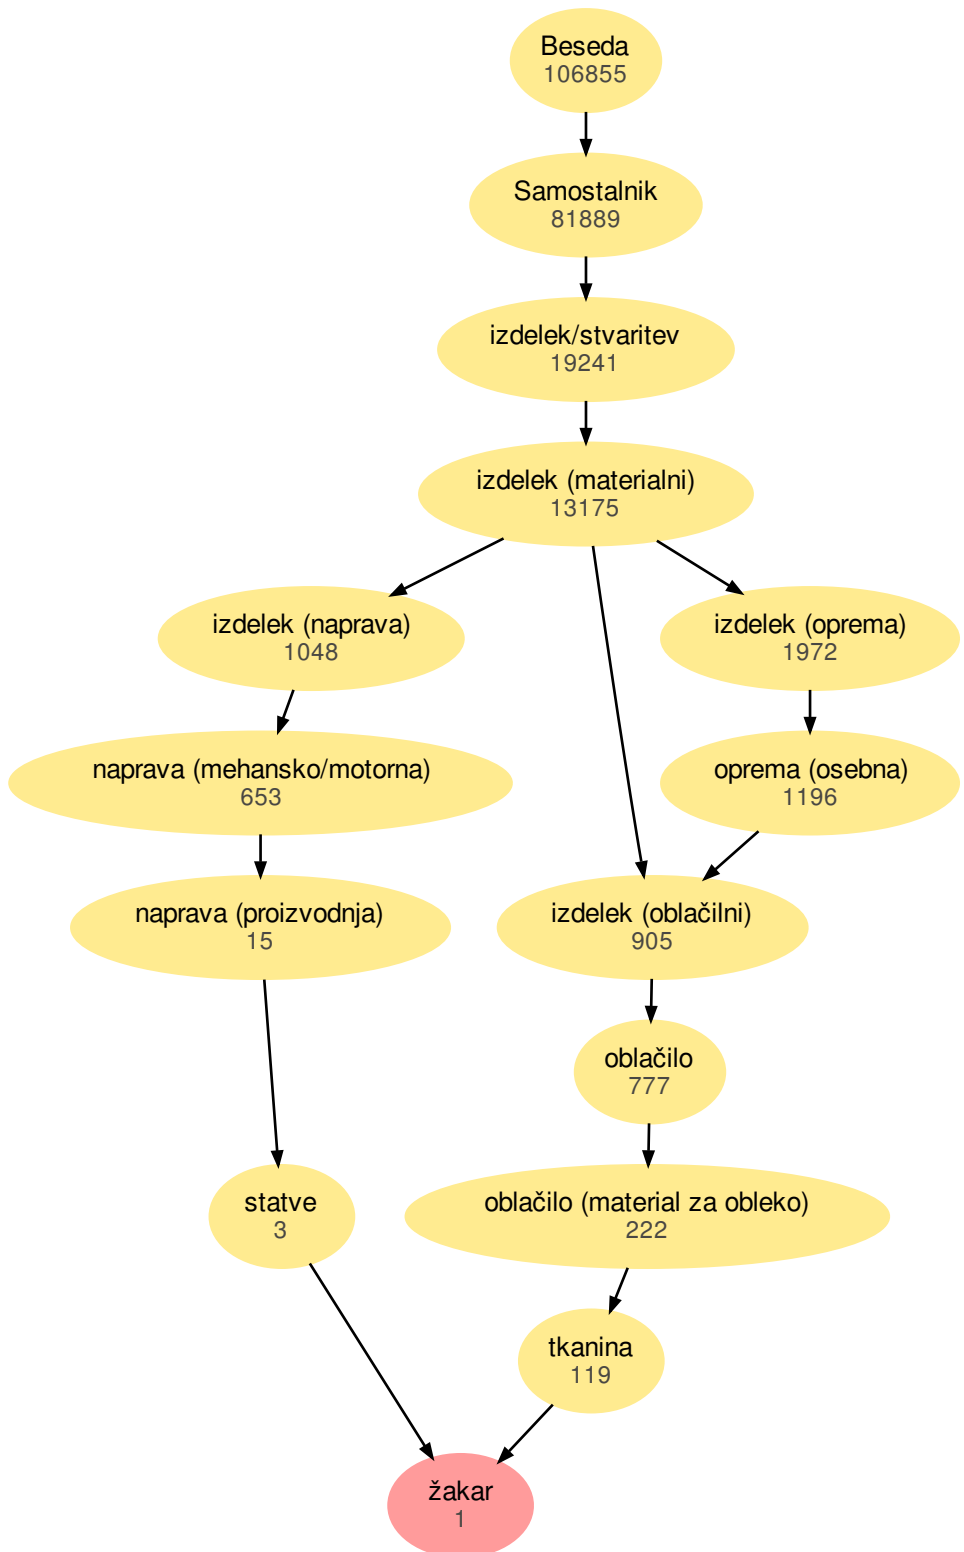 Beseda
106855
Samostalnik
81889
izdelek/stvaritev
19241
izdelek (materialni)
13175
izdelek (naprava)
1048
izdelek (oprema)
1972
naprava (mehansko/motorna)
653
oprema (osebna)
1196
naprava (proizvodnja)
15
izdelek (oblačilni)
905
oblačilo
777
statve
3
oblačilo (material za obleko)
222
tkanina
119
žakar
1